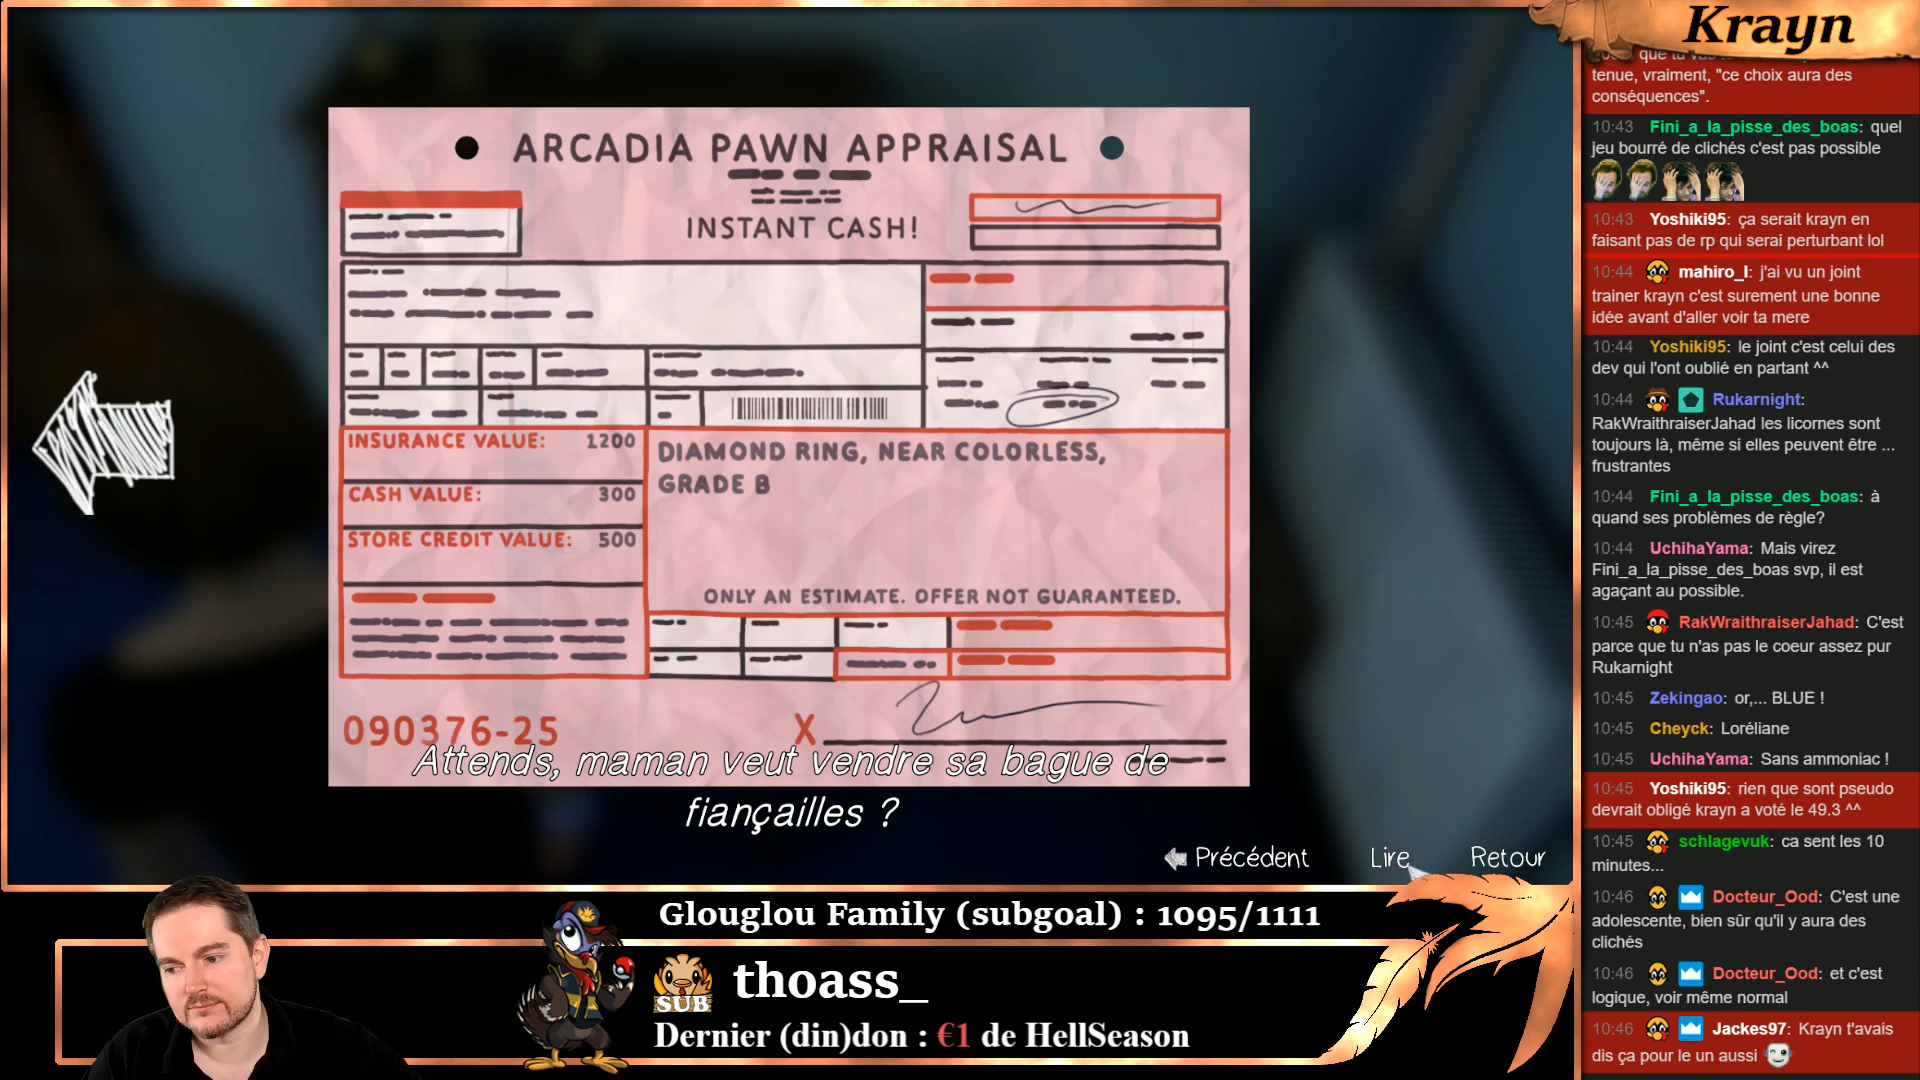 ARCADIA PAWN APPRAISAL
INSTANT CASH!
INSURANCE VALUE: 1200
CASH VALUE: 300
STORE CREDIT VALUE: 500
DIAMOND RING, NEAR COLORLESS,
GRADE B
ONLY AN ESTIMATE. OFFER NOT GUARANTEED.
090376-25
X
Attends, maman veut vendre sa bague de
fiançailles ?
Précédent Lire Retour
Glouglou Family (subgoal) : 1095/1111
SUB
thoass_
Dernier (din)don : €1 de HellSeason
Krayn
tenue, vraiment, "ce choix aura des
conséquences".
10:43 Fini_a_la_pisse_des_boas: quel
jeu bourré de clichés c'est pas possible
10:43 Yoshiki95: ça serait krayn en
faisant pas de rp qui serai perturbant lol
10:44 mahiro_l: j'ai vu un joint
trainer krayn c'est surement une bonne
idée avant d'aller voir ta mere
10:44 Yoshiki95: le joint c'est celui des
dev qui l'ont oublié en partant ^^
10:44 Rukarnight:
RakWraithraiserJahad les licornes sont
toujours là, même si elles peuvent être ...
frustrantes
10:44 Fini_a_la_pisse_des_boas: à
quand ses problèmes de règle?
10:44 UchihaYama: Mais virez
Fini_a_la_pisse_des_boas svp, il est
agaçant au possible.
10:45 RakWraithraiserJahad: C'est
parce que tu n'as pas le coeur assez pur
Rukarnight
10:45 Zekingao: or,... BLUE !
10:45 Cheyck: Loréliane
10:45 UchihaYama: Sans ammoniac !
10:45 Yoshiki95: rien que sont pseudo
devrait obligé krayn a voté le 49.3 ^^
10:45 schlagevuk: ca sent les 10
minutes...
10:46 Docteur_Ood: C'est une
adolescente, bien sûr qu'il y aura des
clichés
10:46 Docteur_Ood: et c'est
logique, voir même normal
10:46 Jackes97: Krayn t'avais
dis ça pour le un aussi